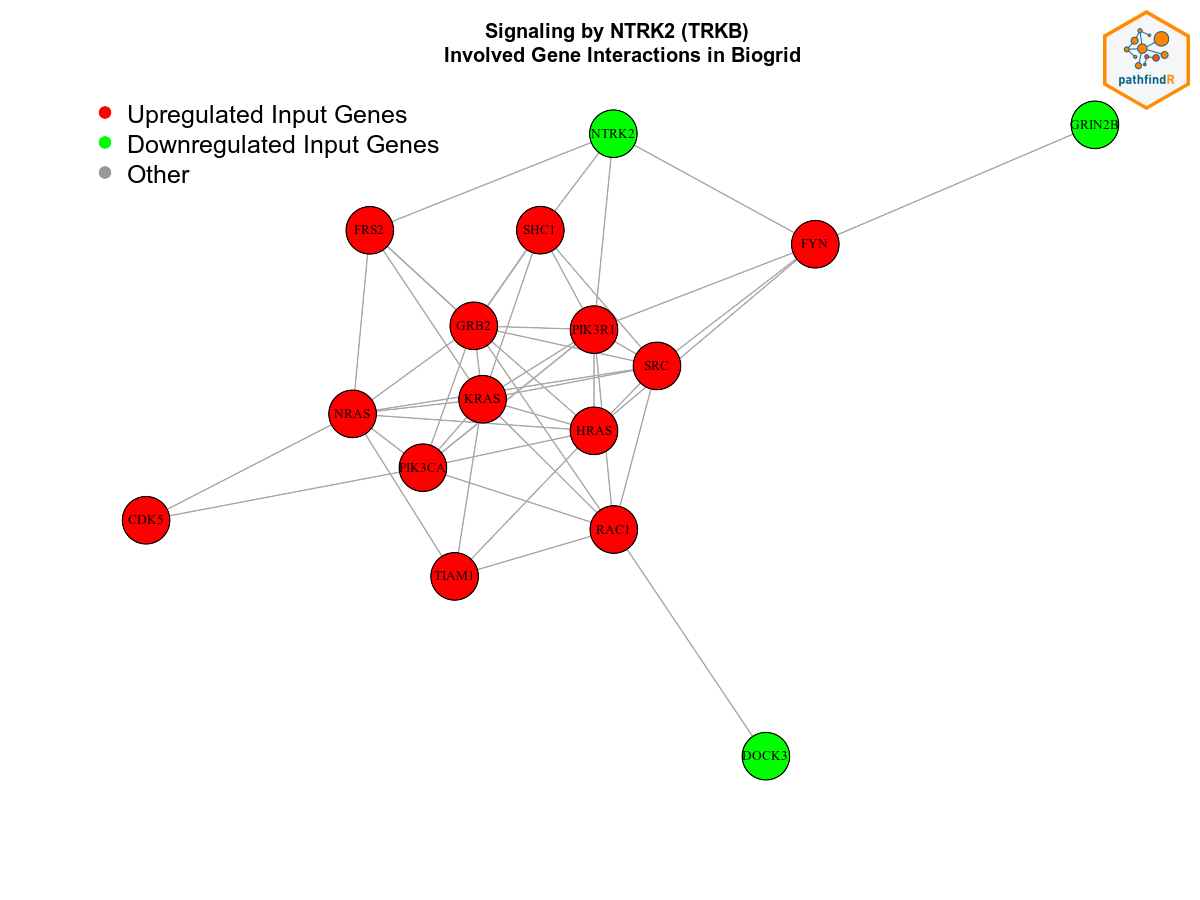 Signaling by NTRK2 (TRKB)
Involved Gene Interactions in Biogrid
pathfindR
Upregulated Input Genes
Downregulated Input Genes
Other
NTRK2
GRIN2B
FRS2
SHC1
FYN
GRB2
PIK3R1
SRC
KRAS
NRAS
HRAS
PIK3CA
CDK5
RAC1
TIAM1
DOCK3